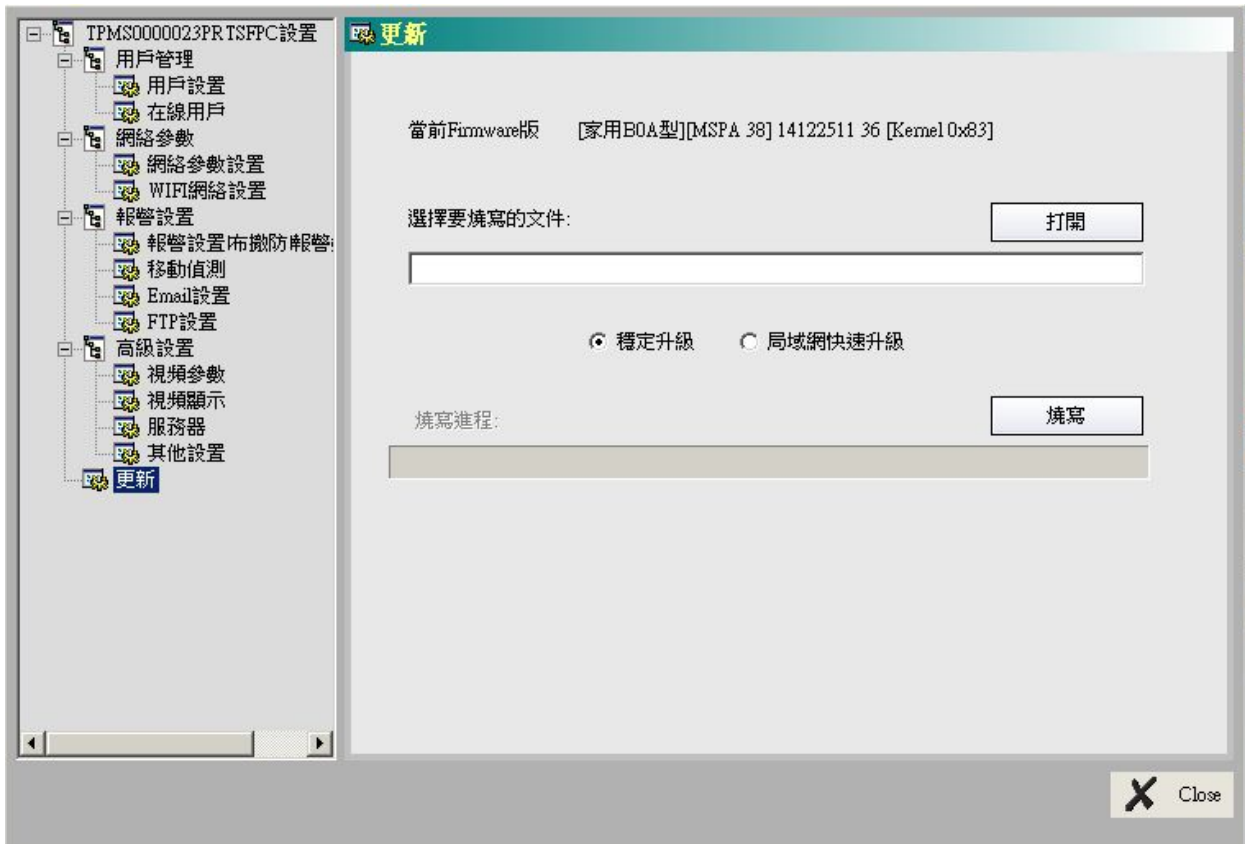 TPMS0000023PRTSFPC設置
用戶管理
用戶設置
在線用戶
網絡參數
網絡參數設置
WIFI網絡設置
報警設置
報警設置|布撤防|報警
移動偵測
Email設置
FTP設置
高級設置
視頻參數
視頻顯示
服務器
其他設置
更新
更新
當前Firmware版 [家用B0A型][MSPA 38] 14122511 36 [Kernel 0x83]
選擇要燒寫的文件:
打開
穩定升級 局域網快速升級
燒寫進程:
燒寫
Close